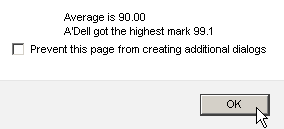 Average is 90.00
A'Dell got the highest mark 99.1
Prevent this page from creating additional dialogs
OK